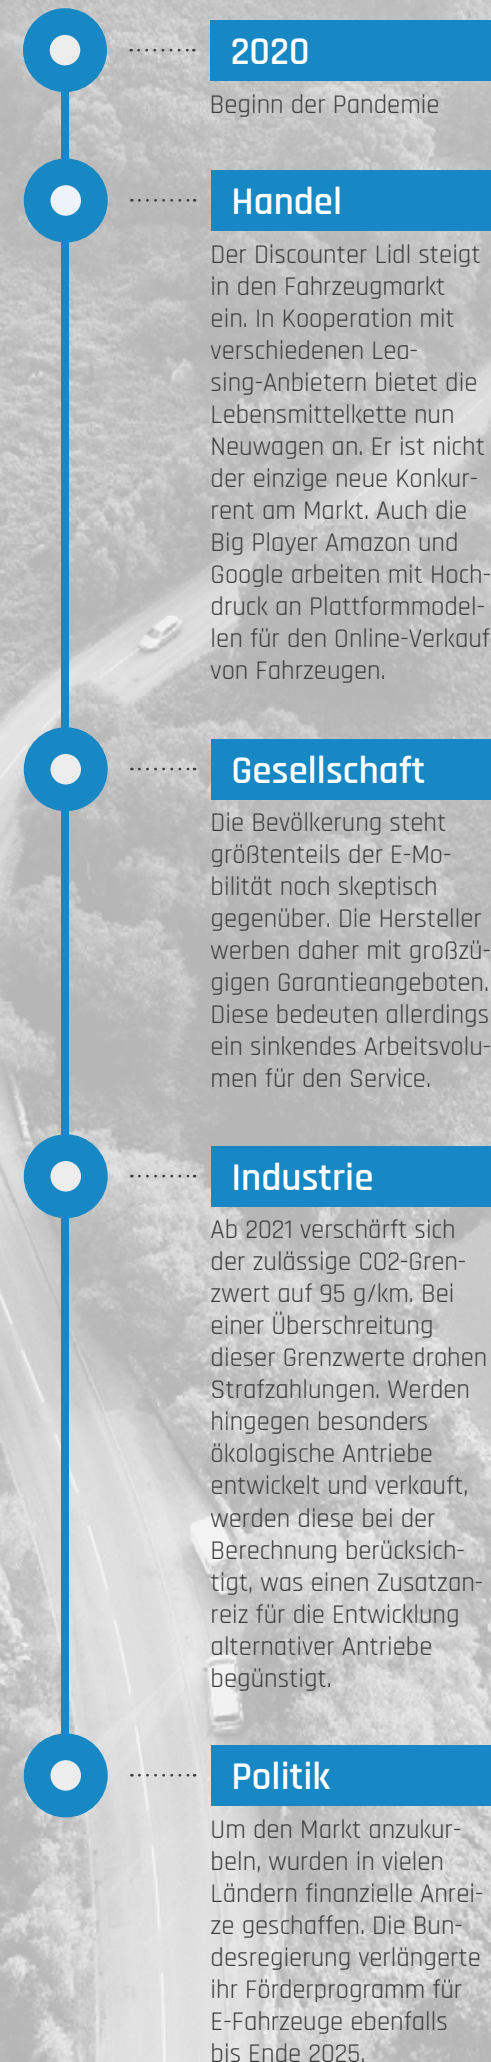 2020
Beginn der Pandemie
Handel
Der Discounter Lidl steigt
in den Fahrzeugmarkt
ein. In Kooperation mit
verschiedenen Lea-
sing-Anbietern bietet die
Lebensmittelkette nun
Neuwagen an. Er ist nicht
der einzige neue Konkur-
rent am Markt. Auch die
Big Player Amazon und
Google arbeiten mit Hoch-
druck an Plattformmodel-
len für den Online-Verkauf
von Fahrzeugen.
Gesellschaft
Die Bevölkerung steht
größtenteils der E-Mo-
bilität noch skeptisch
gegenüber. Die Hersteller
werben daher mit großzü-
gigen Garantieangeboten.
Diese bedeuten allerdings
ein sinkendes Arbeitsvolu-
men für den Service.
Industrie
Ab 2021 verschärft sich
der zulässige CO2-Gren-
zwert auf 95 g/km. Bei
einer Überschreitung
dieser Grenzwerte drohen
Strafzahlungen. Werden
hingegen besonders
ökologische Antriebe
entwickelt und verkauft,
werden diese bei der
Berechnung berücksich-
tigt, was einen Zusatzan-
reiz für die Entwicklung
alternativer Antriebe
begünstigt.
Politik
Um den Markt anzukur-
beln, wurden in vielen
Ländern finanzielle Anrei-
ze geschaffen. Die Bun-
desregierung verlängerte
ihr Förderprogramm für
E-Fahrzeuge ebenfalls
bis Ende 2025.